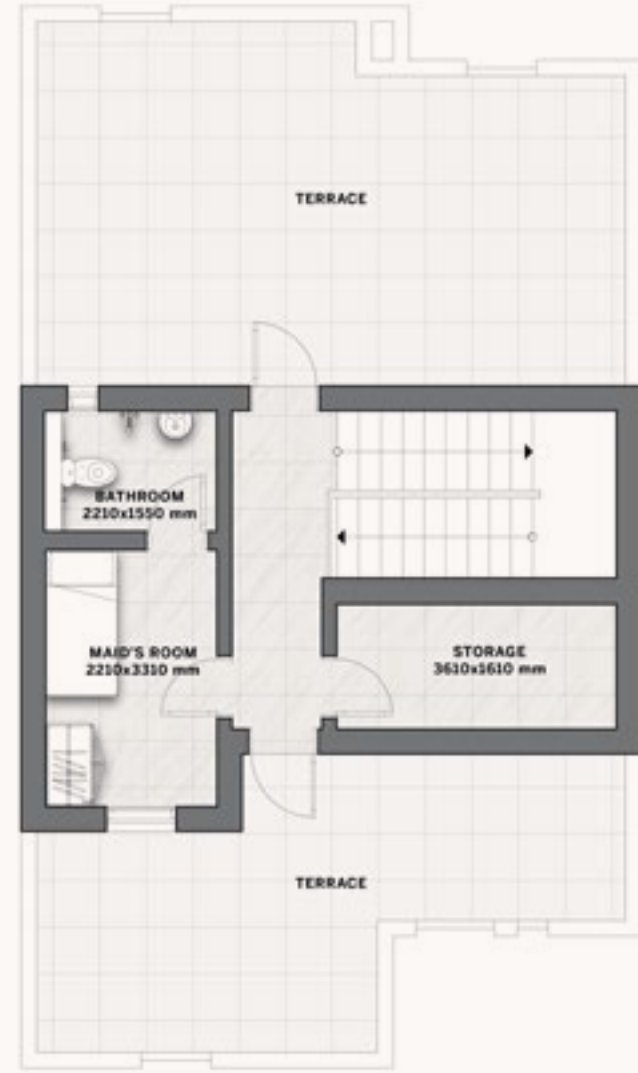 TERRACE
BATHROOM
2210x1550 mm
MAID'S ROOM
2210x3310 mm
STORAGE
3610x1610 mm
TERRACE